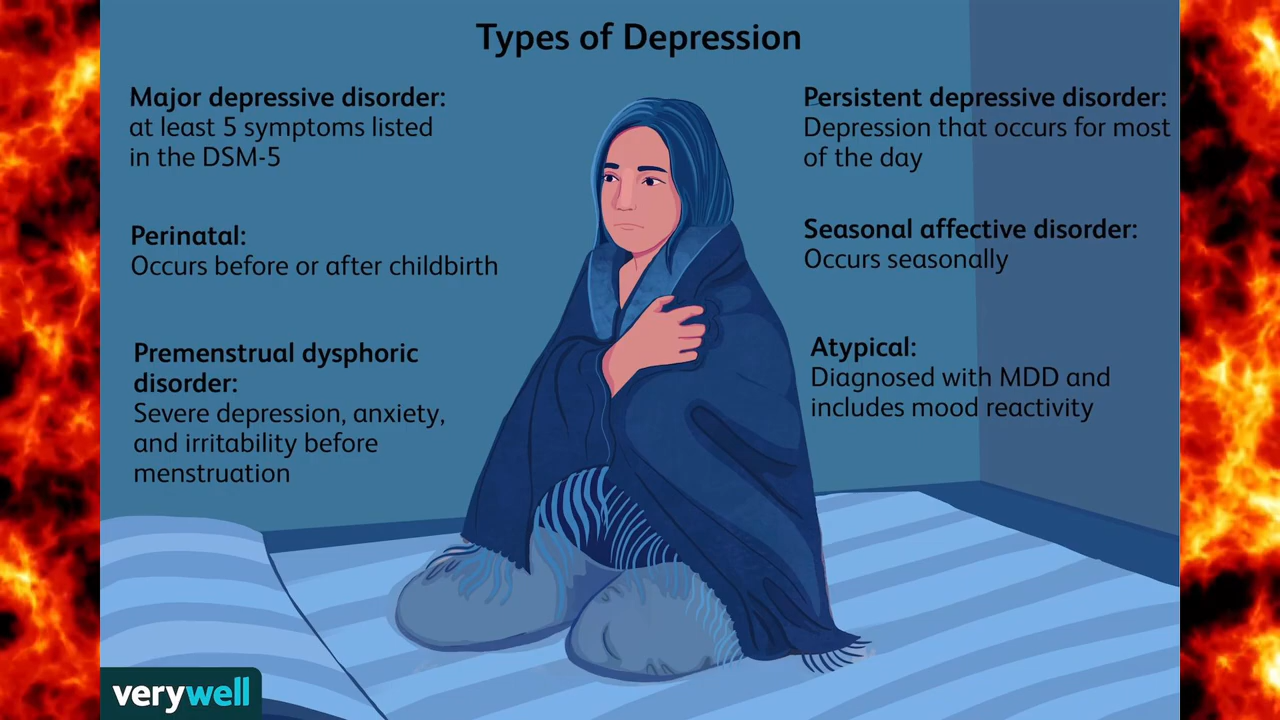 Types of Depression
Major depressive disorder:
at least 5 symptoms listed
in the DSM-5
Perinatal:
Occurs before or after childbirth
Premenstrual dysphoric
disorder:
Severe depression, anxiety,
and irritability before
menstruation
Persistent depressive disorder:
Depression that occurs for most
of the day
Seasonal affective disorder:
Occurs seasonally
Atypical:
Diagnosed with MDD and
includes mood reactivity
verywell